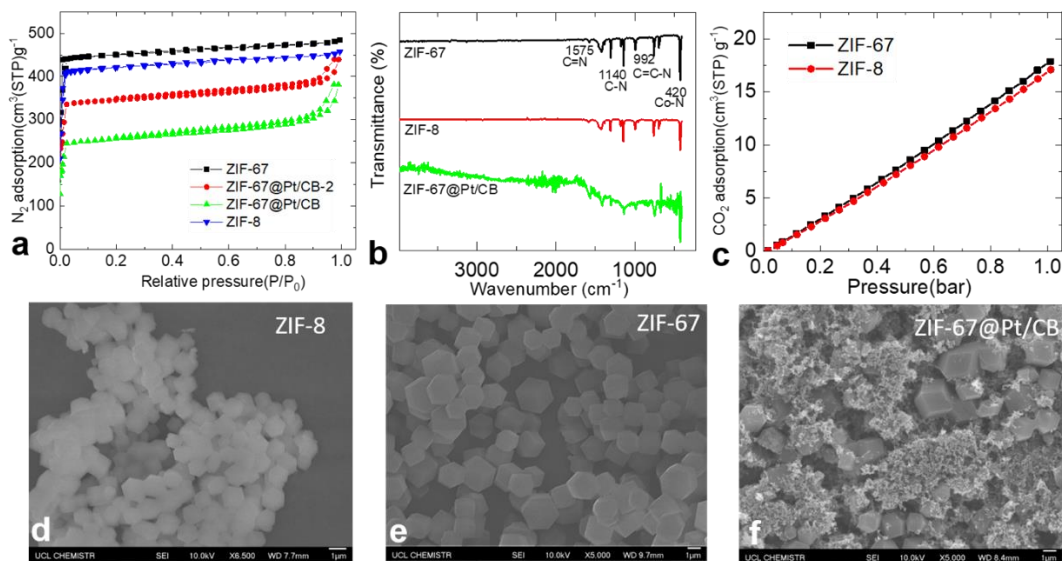 500
400
300
200
100
0
N₂ adsorption(cm³(STP)g⁻¹
ZIF-67
ZIF-67@Pt/CB-2
ZIF-67@Pt/CB
ZIF-8
a
0.0 0.2 0.4 0.6 0.8 1.0
Relative pressure(P/P₀)
Transmittance (%)
ZIF-67
1575
C=N
1140
C-N
992
C=C-N
420
Co-N
ZIF-8
ZIF-67@Pt/CB
b
3000 2000 1000
Wavenumber (cm⁻¹)
CO₂ adsorption(cm³(STP) g⁻¹
20
15
10
5
0
ZIF-67
ZIF-8
c
0.0 0.2 0.4 0.6 0.8 1.0
Pressure(bar)
ZIF-8
d
UCL CHEMISTR SEI 10.0kV X6,500 WD 7.7mm 1μm
ZIF-67
e
UCL CHEMISTR SEI 10.0kV X5,000 WD 9.7mm 1μm
ZIF-67@Pt/CB
f
UCL CHEMISTR SEI 10.0kV X5,000 WD 8.4mm 1μm